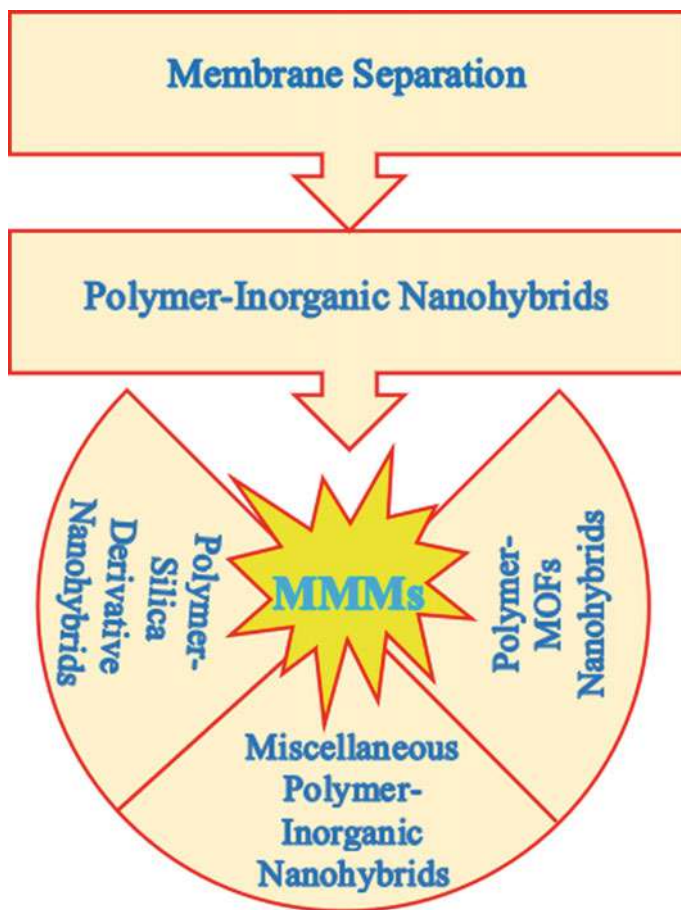 Membrane Separation
Polymer-Inorganic Nanohybrids
Polymer-
Silica
Derivative
Nanohybrids
MMMs
Polymer-
MOFs
Nanohybrids
Miscellaneous
Polymer-
Inorganic
Nanohybrids